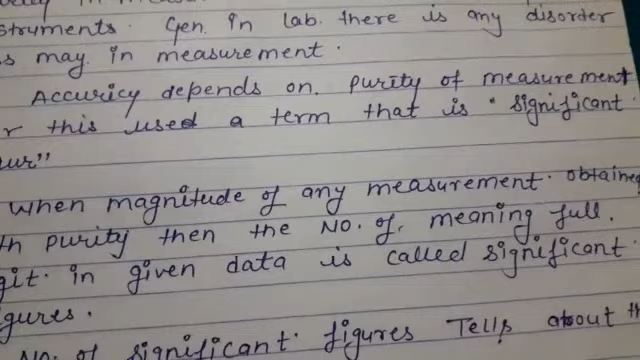 struments. Gen. in lab. there is any disorder
s may. in measurement.
Accuricy depends on. purity of measurement
r this used a term that is "significant
ur"
when magnitude of any measurement. obtained
th purity then the No. of. meaning full.
git. in given data is called significant.
gures.
No. of significant. figures Tells about th